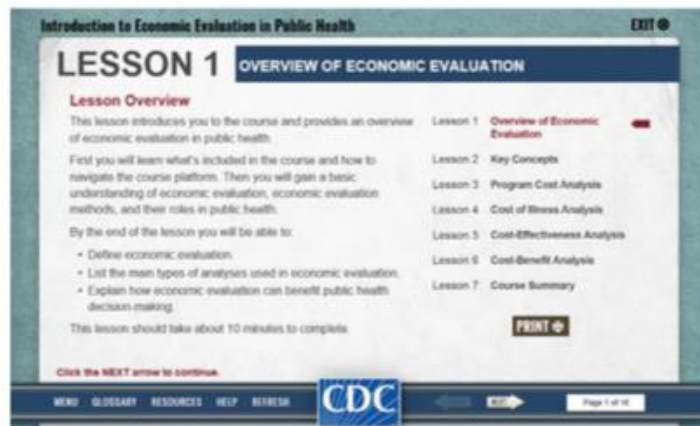 Introduction to Economic Evaluation in Public Health
EXIT
LESSON 1
OVERVIEW OF ECONOMIC EVALUATION
Lesson Overview
This lesson introduces you to the course and provides an overview
of economic evaluation in public health.
First you will learn what's included in the course and how to
navigate the course platform. Then you will gain a basic
understanding of economic evaluation, economic evaluation
methods, and their roles in public health.
By the end of the lesson you will be able to:
• Define economic evaluation.
• List the main types of analyses used in economic evaluation.
• Explain how economic evaluation can benefit public health
decision-making.
This lesson should take about 10 minutes to complete.
Click the NEXT arrow to continue.
Lesson 1 Overview of Economic
Evaluation
Lesson 2 Key Concepts
Lesson 3 Program Cost Analysis
Lesson 4 Cost of Illness Analysis
Lesson 5 Cost-Effectiveness Analysis
Lesson 6 Cost-Benefit Analysis
Lesson 7 Course Summary
PRINT
MENU GLOSSARY RESOURCES HELP REFRESH
CDC
NEXT
Page 1 of